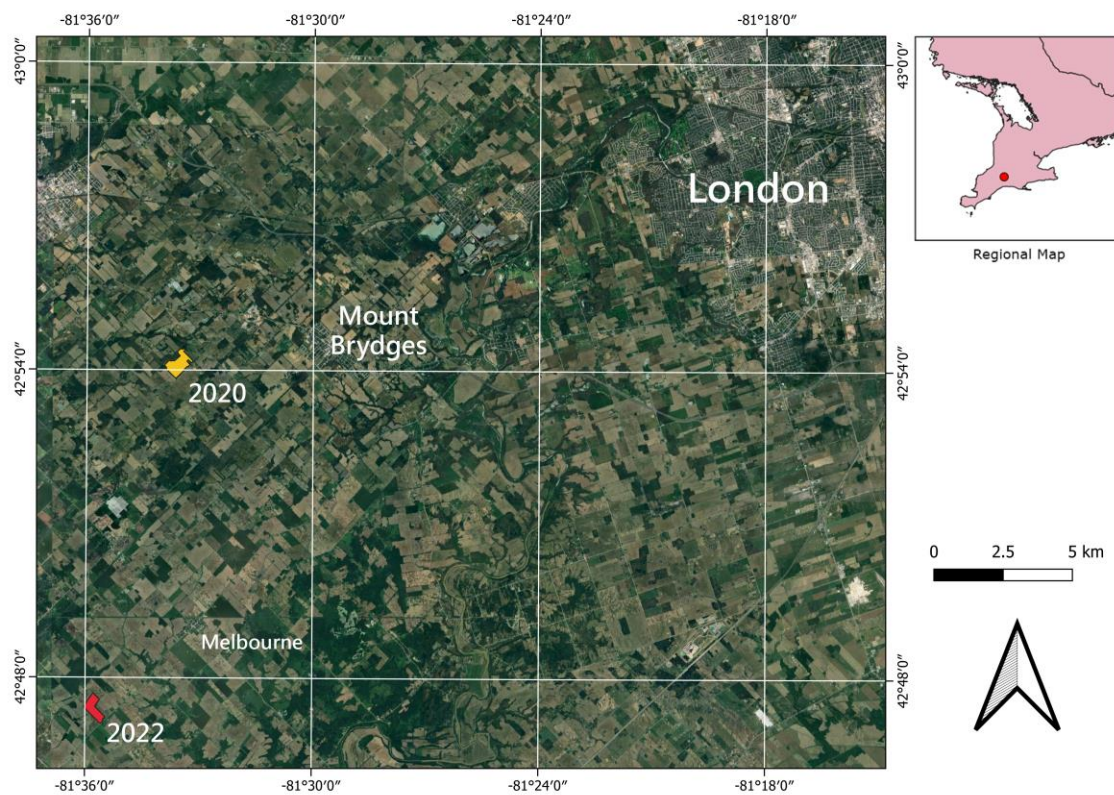 -81°36′0″ -81°30′0″ -81°24′0″ -81°18′0″
43°0′0″ 43°0′0″
London
Regional Map
Mount
Brydges
42°54′0″ 42°54′0″
2020
0 2.5 5 km
Melbourne
42°48′0″ 42°48′0″
2022
-81°36′0″ -81°30′0″ -81°24′0″ -81°18′0″